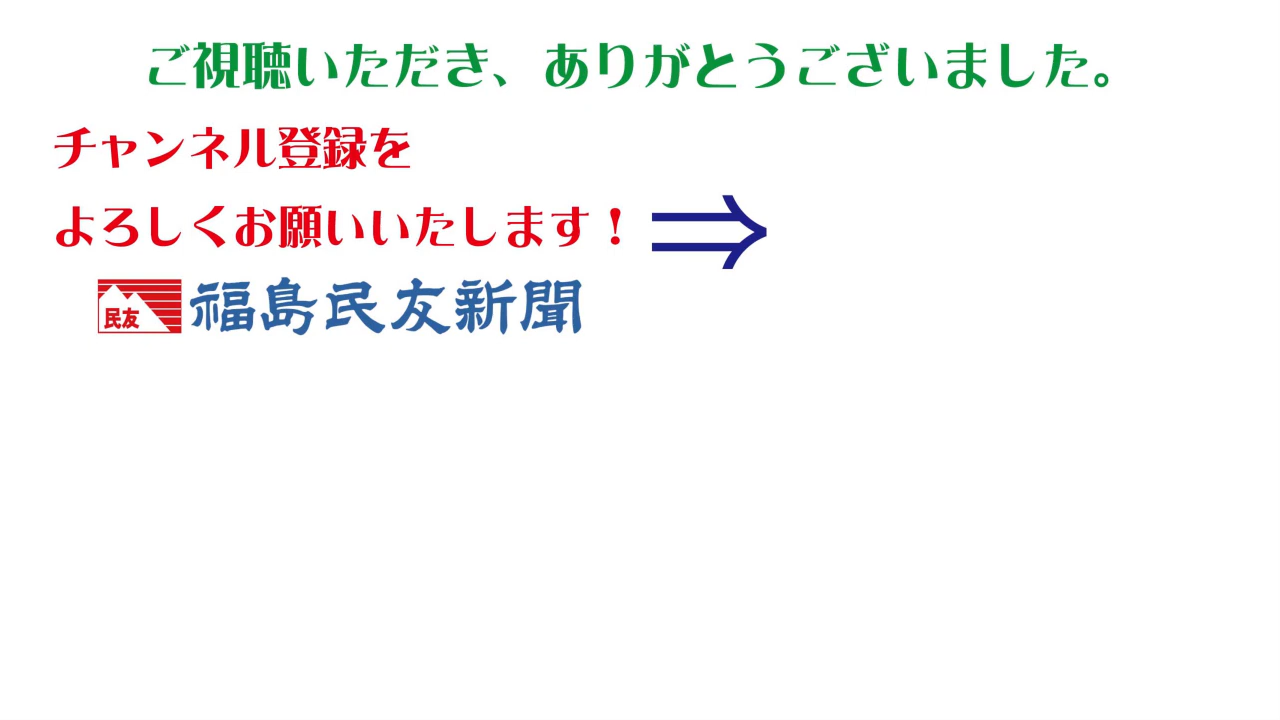 ご視聴いただき、ありがとうございました。
チャンネル登録を
よろしくお願いいたします！⇒
民友
福島民友新聞